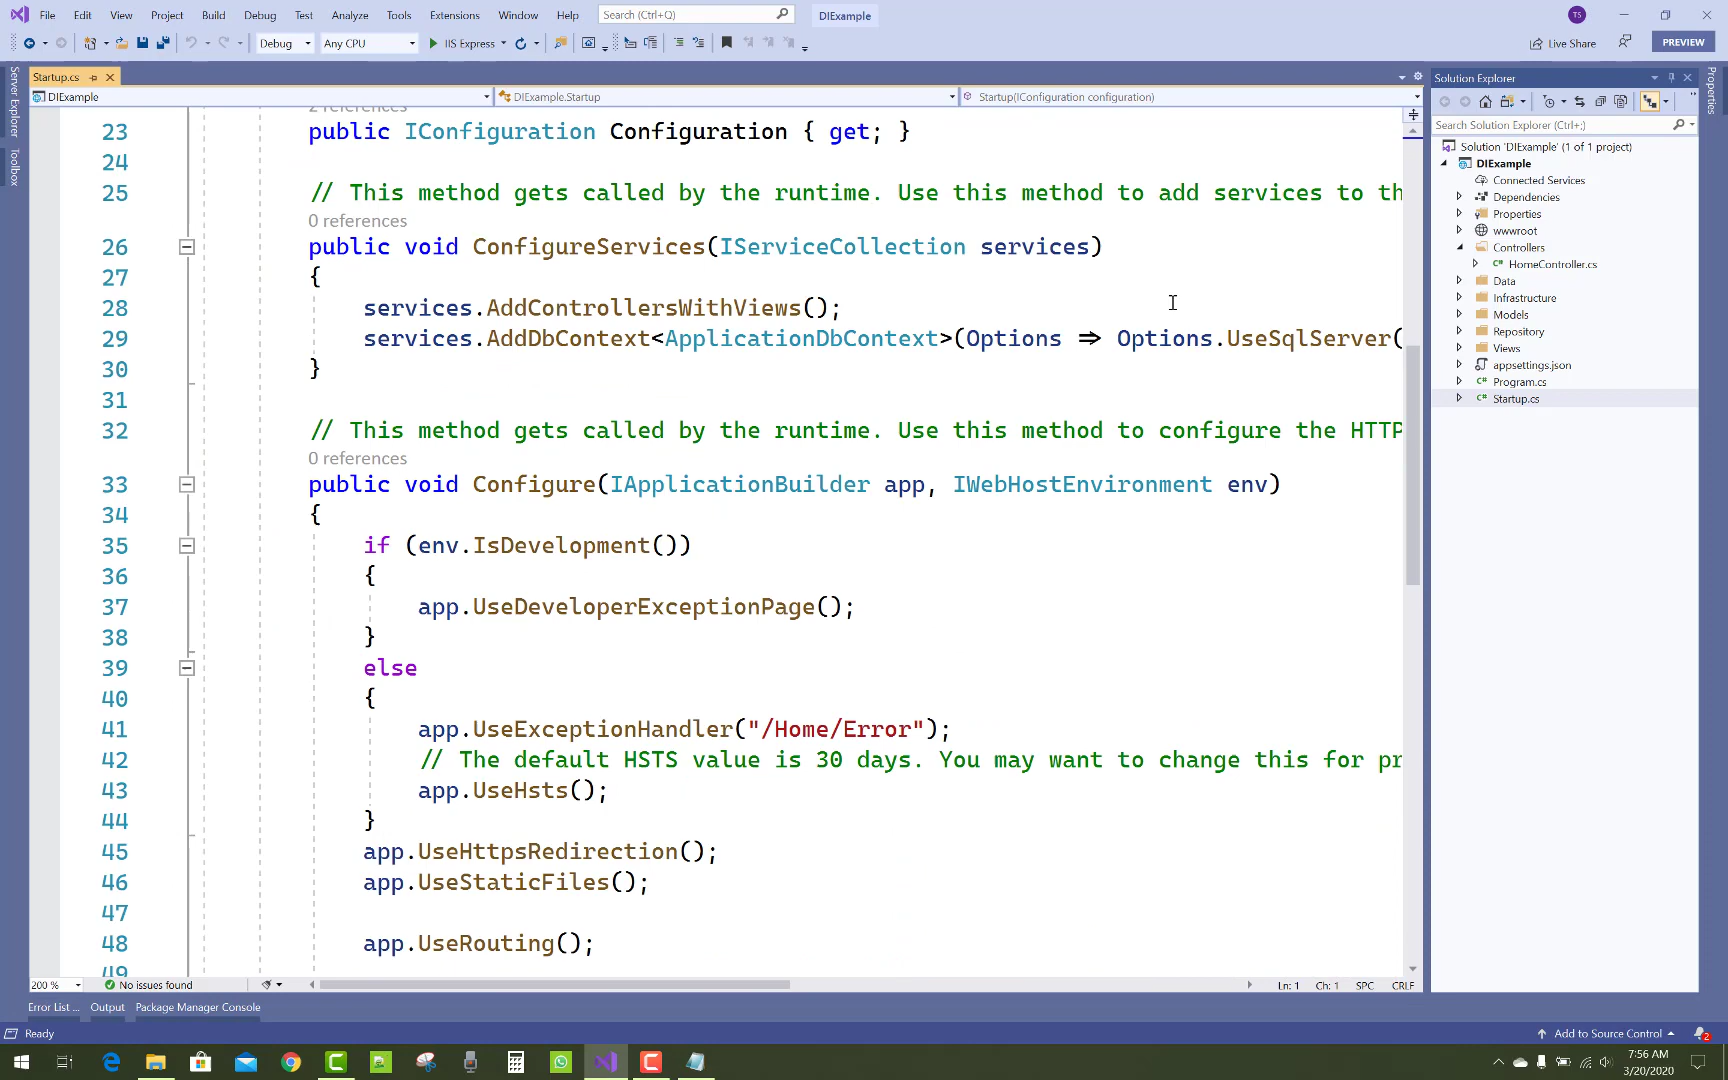 File Edit View Project Build Debug Test Analyze Tools Extensions Window Help Search (Ctrl+Q) DIExample TS
Debug Any CPU IIS Express Live Share PREVIEW
Server Explorer
Toolbox
Startup.cs
DIExample DIExample.Startup Startup(IConfiguration configuration)
23 public IConfiguration Configuration { get; }
24
25 // This method gets called by the runtime. Use this method to add services to th
0 references
26 public void ConfigureServices(IServiceCollection services)
27 {
28 services.AddControllersWithViews();
29 services.AddDbContext<ApplicationDbContext>(Options => Options.UseSqlServer(
30 }
31
32 // This method gets called by the runtime. Use this method to configure the HTTP
0 references
33 public void Configure(IApplicationBuilder app, IWebHostEnvironment env)
34 {
35 if (env.IsDevelopment())
36 {
37 app.UseDeveloperExceptionPage();
38 }
39 else
40 {
41 app.UseExceptionHandler("/Home/Error");
42 // The default HSTS value is 30 days. You may want to change this for pr
43 app.UseHsts();
44 }
45 app.UseHttpsRedirection();
46 app.UseStaticFiles();
47
48 app.UseRouting();
49
200 % No issues found Ln: 1 Ch: 1 SPC CRLF
Error List ... Output Package Manager Console
Ready Add to Source Control 2
Solution Explorer
Search Solution Explorer (Ctrl+;)
Solution 'DIExample' (1 of 1 project)
DIExample
Connected Services
Dependencies
Properties
wwwroot
Controllers
C# HomeController.cs
Data
Infrastructure
Models
Repository
Views
appsettings.json
C# Program.cs
C# Startup.cs
Properties
7:56 AM
3/20/2020